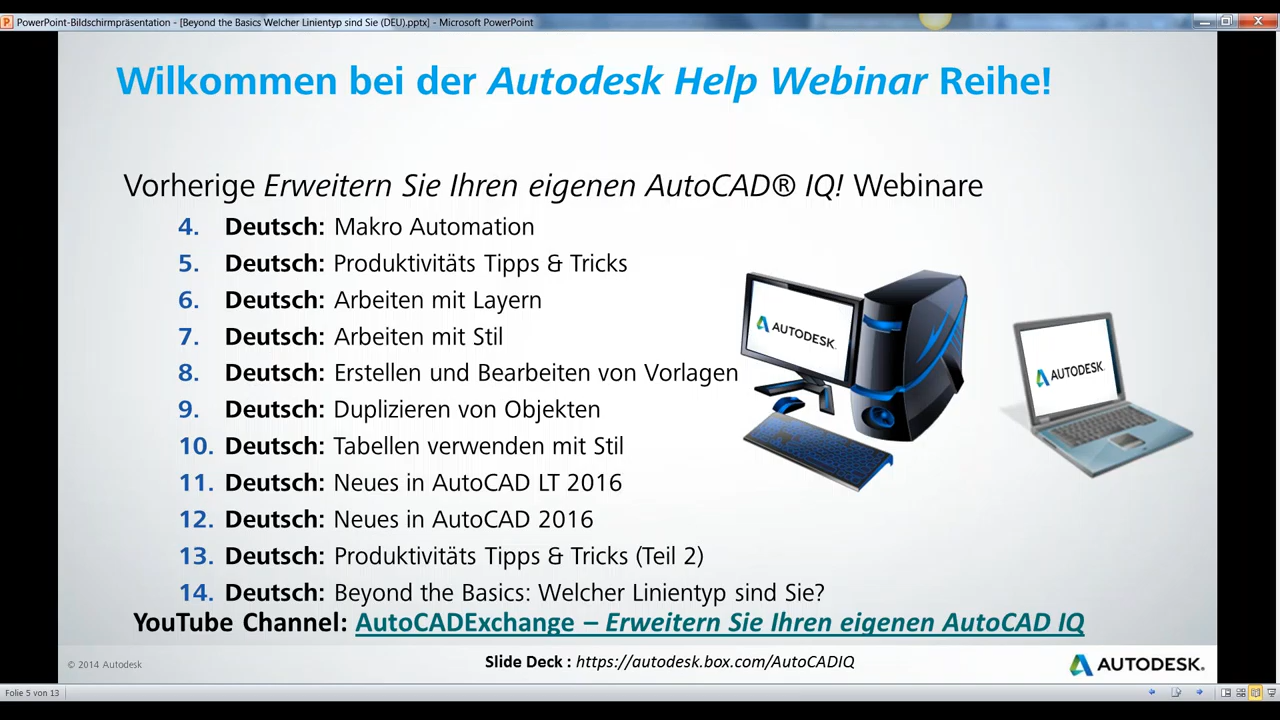 PowerPoint-Bildschirmpräsentation - [Beyond the Basics Welcher Linientyp sind Sie (DEU).pptx] - Microsoft PowerPoint
Wilkommen bei der Autodesk Help Webinar Reihe!
Vorherige Erweitern Sie Ihren eigenen AutoCAD® IQ! Webinare
4. Deutsch: Makro Automation
5. Deutsch: Produktivitäts Tipps & Tricks
6. Deutsch: Arbeiten mit Layern
7. Deutsch: Arbeiten mit Stil
8. Deutsch: Erstellen und Bearbeiten von Vorlagen
9. Deutsch: Duplizieren von Objekten
10. Deutsch: Tabellen verwenden mit Stil
11. Deutsch: Neues in AutoCAD LT 2016
12. Deutsch: Neues in AutoCAD 2016
13. Deutsch: Produktivitäts Tipps & Tricks (Teil 2)
14. Deutsch: Beyond the Basics: Welcher Linientyp sind Sie?
AUTODESK.
AUTODESK.
YouTube Channel: AutoCADExchange – Erweitern Sie Ihren eigenen AutoCAD IQ
© 2014 Autodesk
Slide Deck : https://autodesk.box.com/AutoCADIQ
AUTODESK.
Folie 5 von 13